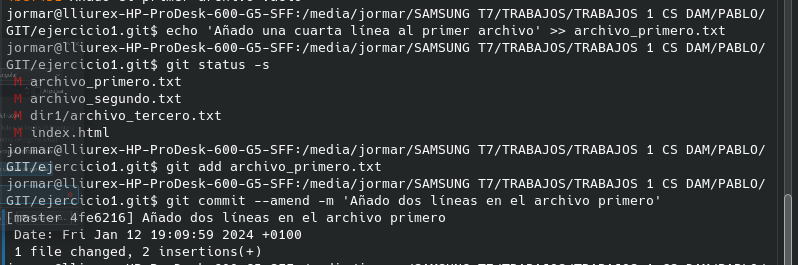 jormar@lliurex-HP-ProDesk-600-G5-SFF:/media/jormar/SAMSUNG T7/TRABAJOS/TRABAJOS 1 CS DAM/PABLO/
GIT/ejercicio1.git$ echo 'Añado una cuarta línea al primer archivo' >> archivo_primero.txt
jormar@lliurex-HP-ProDesk-600-G5-SFF:/media/jormar/SAMSUNG T7/TRABAJOS/TRABAJOS 1 CS DAM/PABLO/
GIT/ejercicio1.git$ git status -s
 M archivo_primero.txt
 M archivo_segundo.txt
 M dir1/archivo_tercero.txt
 M index.html
jormar@lliurex-HP-ProDesk-600-G5-SFF:/media/jormar/SAMSUNG T7/TRABAJOS/TRABAJOS 1 CS DAM/PABLO/
GIT/ejercicio1.git$ git add archivo_primero.txt
jormar@lliurex-HP-ProDesk-600-G5-SFF:/media/jormar/SAMSUNG T7/TRABAJOS/TRABAJOS 1 CS DAM/PABLO/
GIT/ejercicio1.git$ git commit --amend -m 'Añado dos líneas en el archivo primero'
[master 4fe6216] Añado dos líneas en el archivo primero
 Date: Fri Jan 12 19:09:59 2024 +0100
 1 file changed, 2 insertions(+)